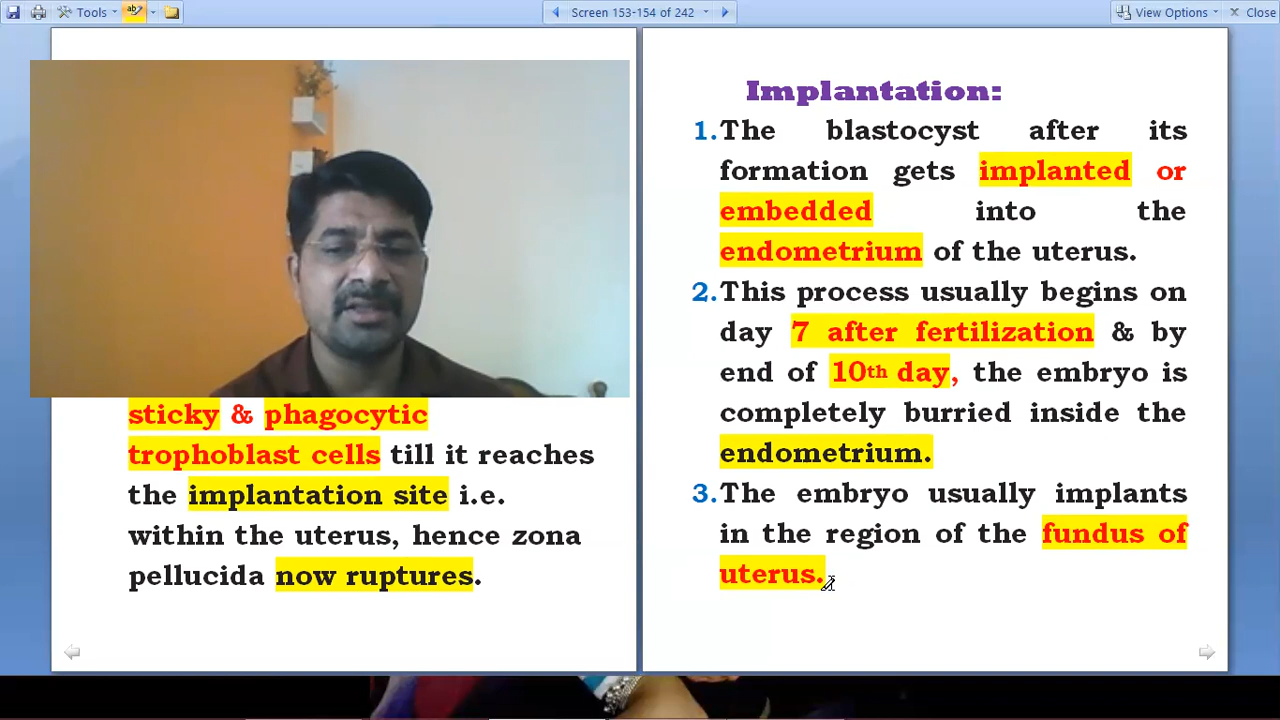 Tools
Screen 153-154 of 242
View Options
Close
sticky & phagocytic
trophoblast cells till it reaches
the implantation site i.e.
within the uterus, hence zona
pellucida now ruptures.
Implantation:
1.The blastocyst after its
formation gets implanted or
embedded into the
endometrium of the uterus.
2.This process usually begins on
day 7 after fertilization & by
end of 10th day, the embryo is
completely burried inside the
endometrium.
3.The embryo usually implants
in the region of the fundus of
uterus.